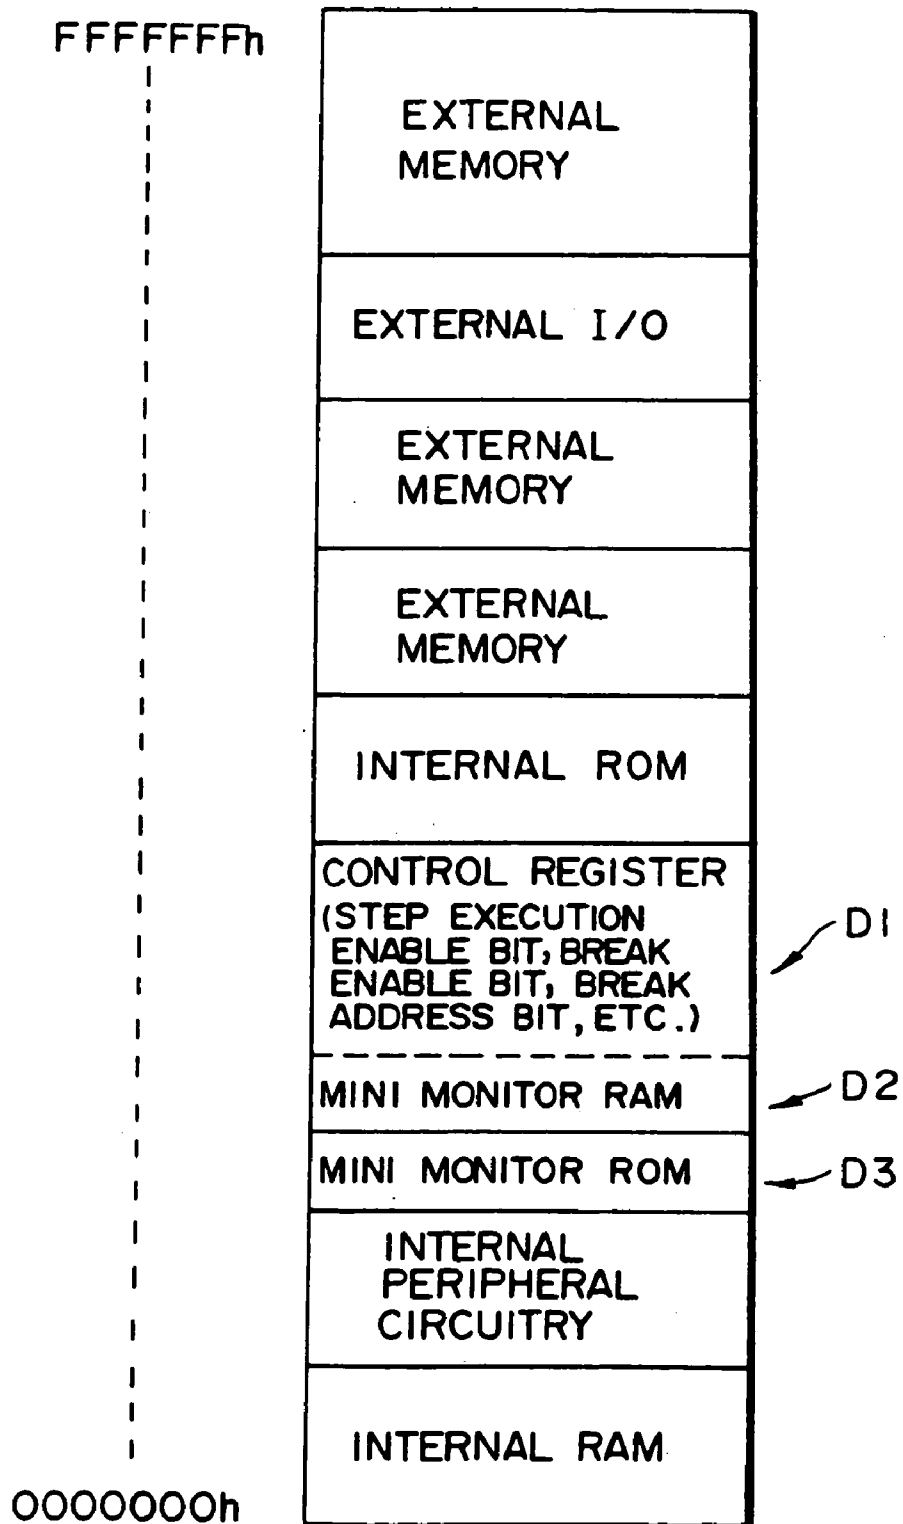 FFFFFFFh
EXTERNAL
MEMORY
EXTERNAL I/O
EXTERNAL
MEMORY
EXTERNAL
MEMORY
INTERNAL ROM
CONTROL REGISTER
(STEP EXECUTION
ENABLE BIT, BREAK
ENABLE BIT, BREAK
ADDRESS BIT, ETC.)
D1
MINI MONITOR RAM
D2
MINI MONITOR ROM
D3
INTERNAL
PERIPHERAL
CIRCUITRY
INTERNAL RAM
0000000h